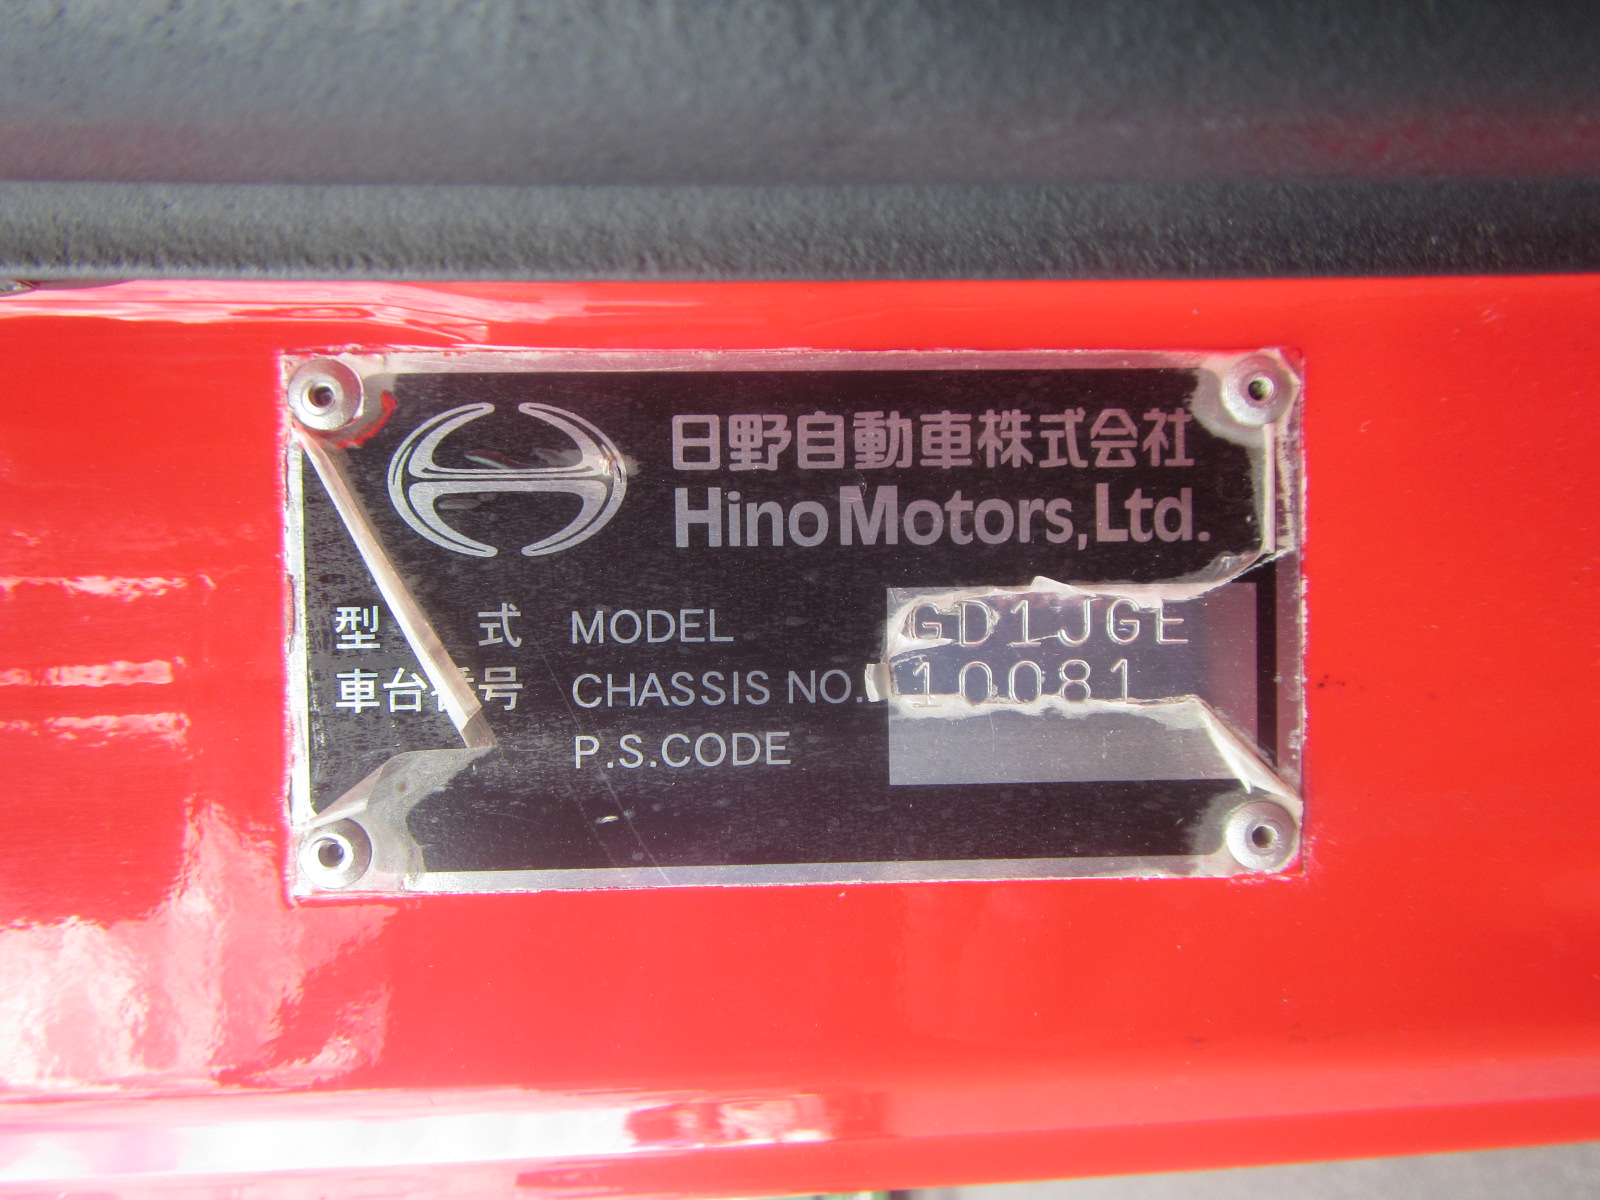 日野自動車株式会社
Hino Motors, Ltd.
型 式 MODEL GD1JGE
車台番号 CHASSIS NO. 10081
P.S.CODE